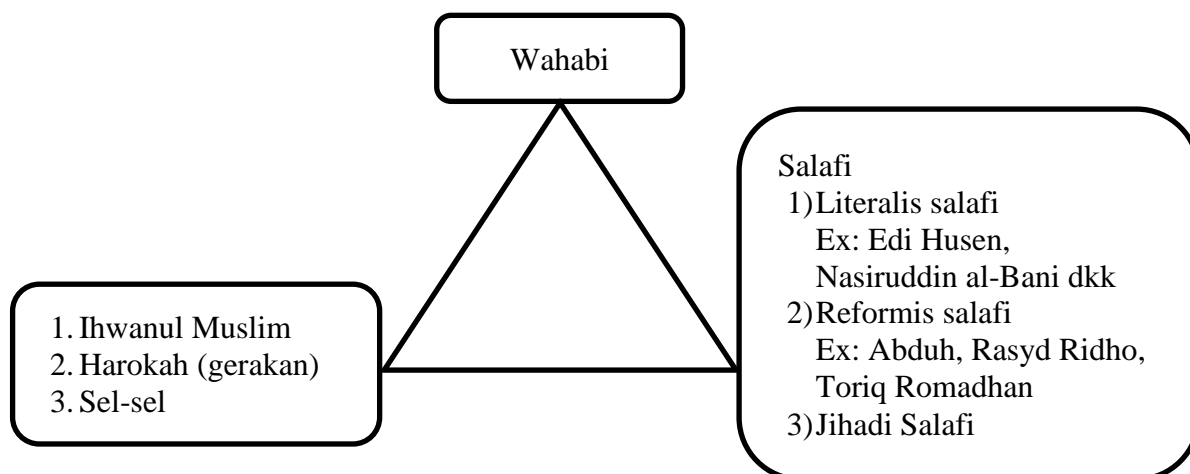 Wahabi
Salafi
1)Literalis salafi
Ex: Edi Husen,
Nasiruddin al-Bani dkk
2)Reformis salafi
Ex: Abduh, Rasyd Ridho,
Toriq Romadhan
3)Jihadi Salafi
1. Ihwanul Muslim
2. Harokah (gerakan)
3. Sel-sel